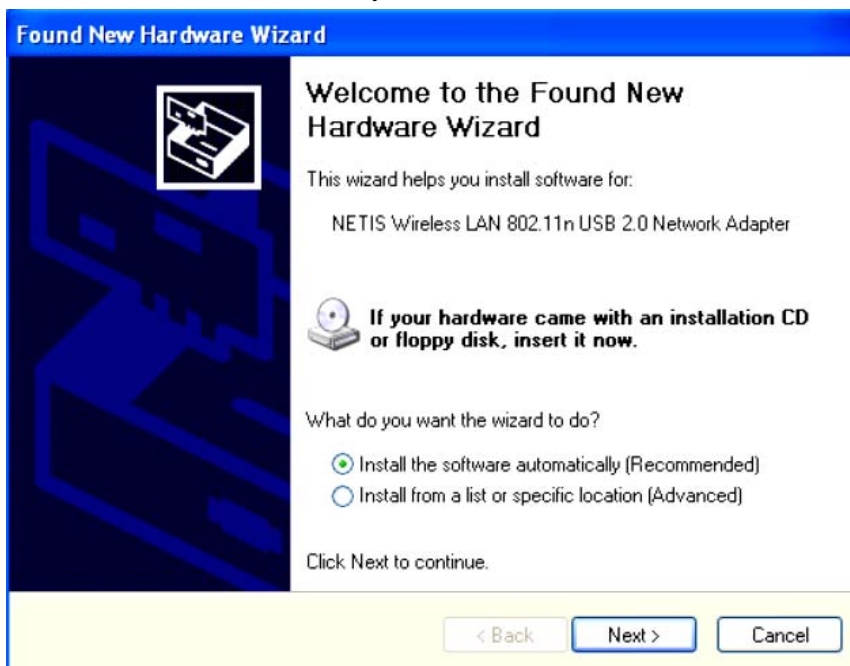 Found New Hardware Wizard
Welcome to the Found New
Hardware Wizard
This wizard helps you install software for:
NETIS Wireless LAN 802.11n USB 2.0 Network Adapter
If your hardware came with an installation CD
or floppy disk, insert it now.
What do you want the wizard to do?
Install the software automatically (Recommended)
Install from a list or specific location (Advanced)
Click Next to continue.
< Back Next > Cancel